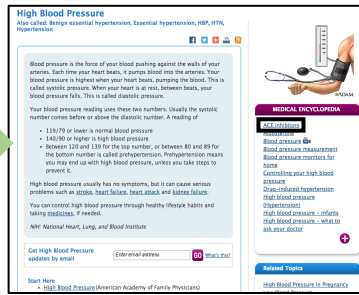 High Blood Pressure
Also called: Benign essential hypertension, Essential hypertension, HBP, HTN,
Hypertension
Blood pressure is the force of your blood pushing against the walls of your
arteries. Each time your heart beats, it pumps blood into the arteries. Your
blood pressure is highest when your heart beats, pumping the blood. This is
called systolic pressure. When your heart is at rest, between beats, your
blood pressure falls. This is called diastolic pressure.
Your blood pressure reading uses these two numbers. Usually the systolic
number comes before or above the diastolic number. A reading of
• 119/79 or lower is normal blood pressure
• 140/90 or higher is high blood pressure
• Between 120 and 139 for the top number, or between 80 and 89 for
the bottom number is called prehypertension. Prehypertension means
you may end up with high blood pressure, unless you take steps to
prevent it.
High blood pressure usually has no symptoms, but it can cause serious
problems such as stroke, heart failure, heart attack and kidney failure.
You can control high blood pressure through healthy lifestyle habits and
taking medicines, if needed.
NIH: National Heart, Lung, and Blood Institute
Get High Blood Pressure
updates by email
Enter email address
GO
What's this?
Start Here
• High Blood Pressure (American Academy of Family Physicians)
©ADAM
MEDICAL ENCYCLOPEDIA
ACE inhibitors
Blood pressure
Blood pressure measurement
Blood pressure monitors for
home
Controlling your high blood
pressure
Drug-induced hypertension
High blood pressure
(Hypertension)
High blood pressure - infants
High blood pressure - what to
ask your doctor
Related Topics
High Blood Pressure in Pregnancy